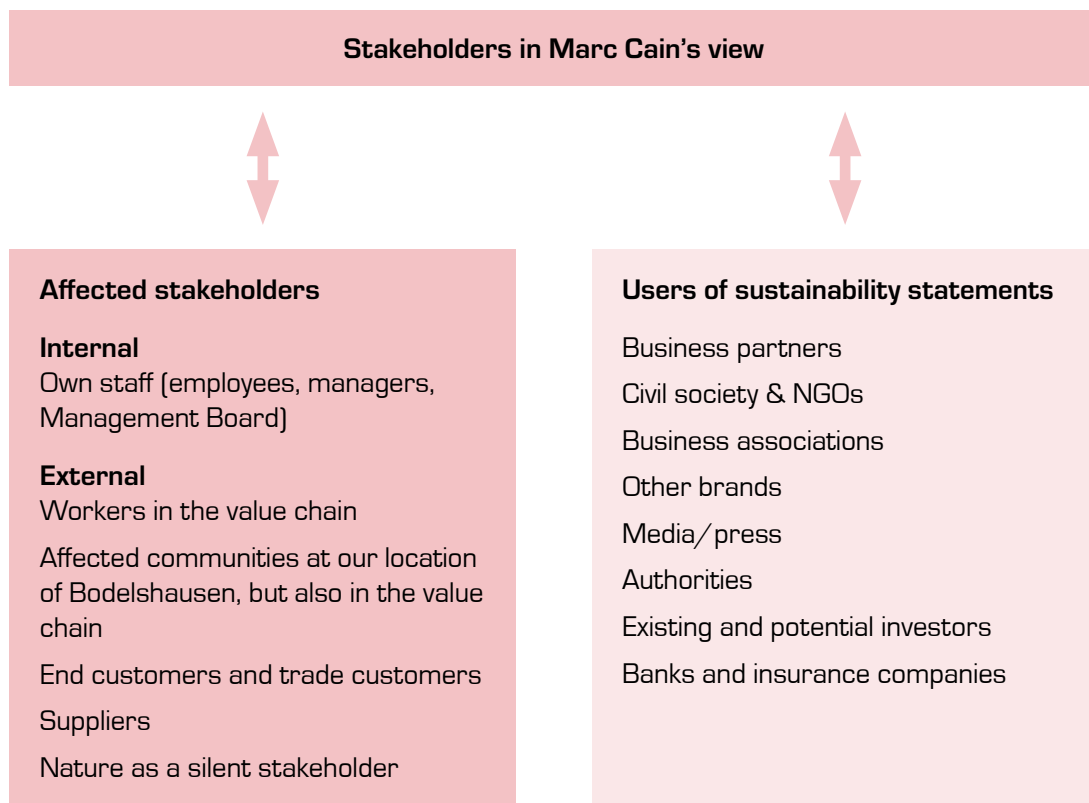 Stakeholders in Marc Cain's view
Affected stakeholders
Internal
Own staff (employees, managers,
Management Board)
External
Workers in the value chain
Affected communities at our location
of Bodelshausen, but also in the value
chain
End customers and trade customers
Suppliers
Nature as a silent stakeholder
Users of sustainability statements
Business partners
Civil society & NGOs
Business associations
Other brands
Media/press
Authorities
Existing and potential investors
Banks and insurance companies